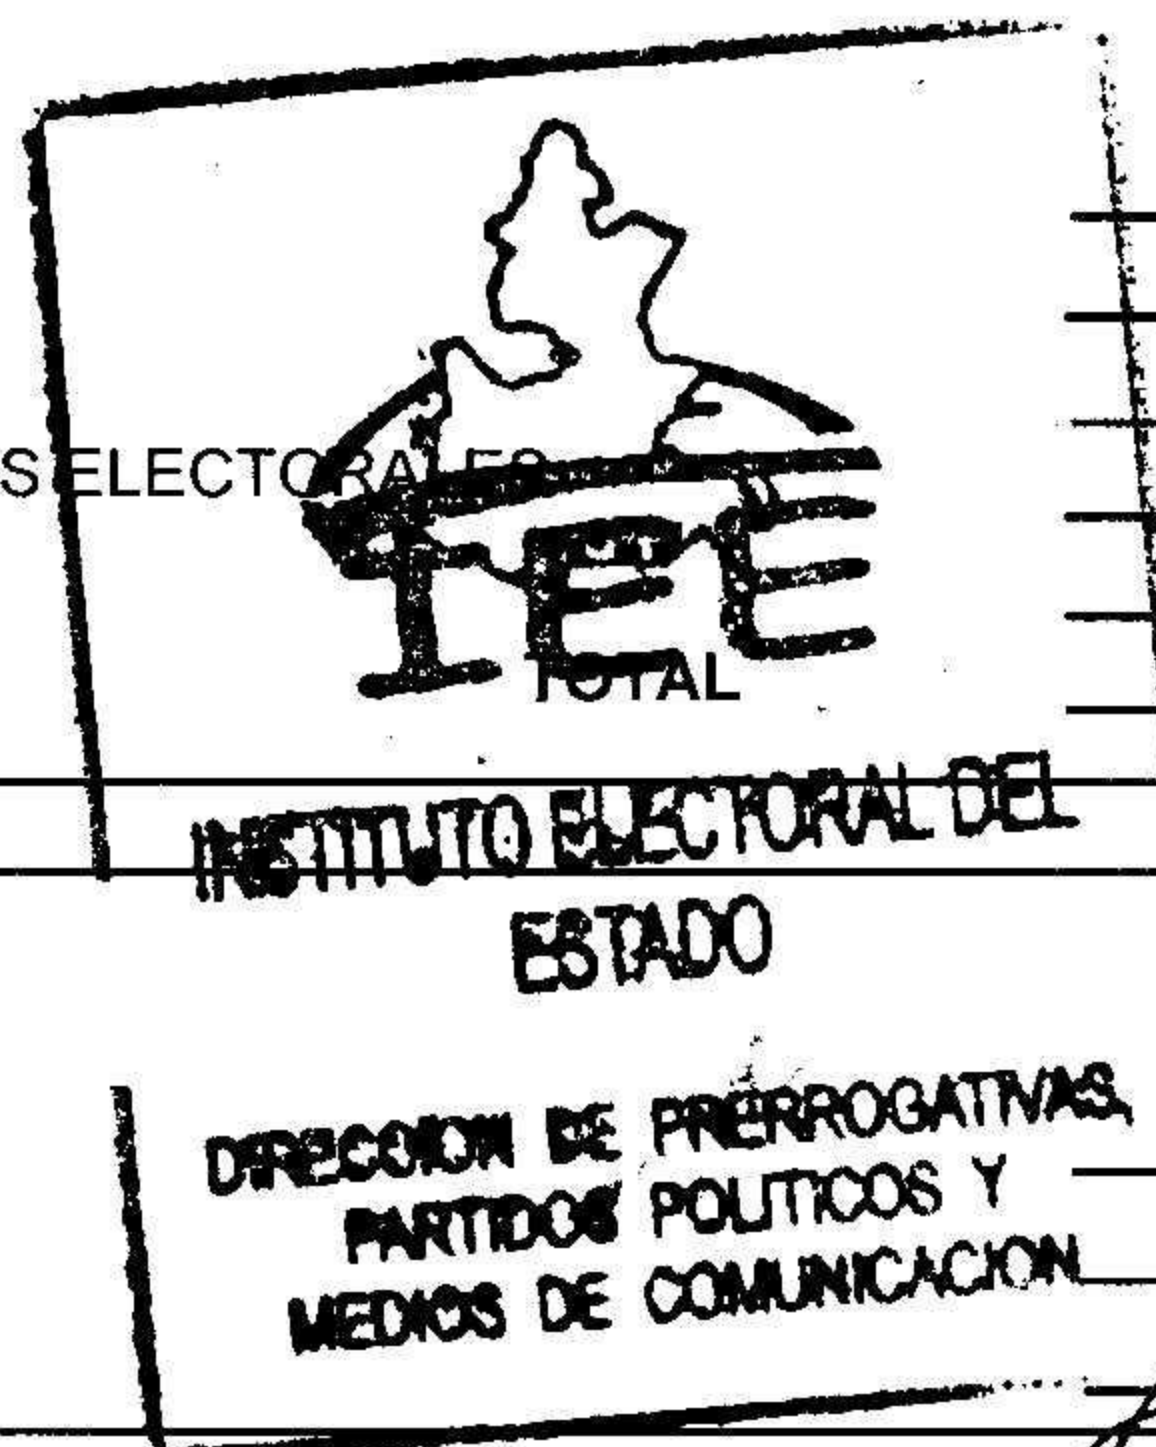 S ELECTORALES
IEE
TOTAL
INSTITUTO ELECTORAL DEL
ESTADO
DIRECCION DE PRERROGATIVAS,
PARTIDOS POLITICOS Y
MEDIOS DE COMUNICACION